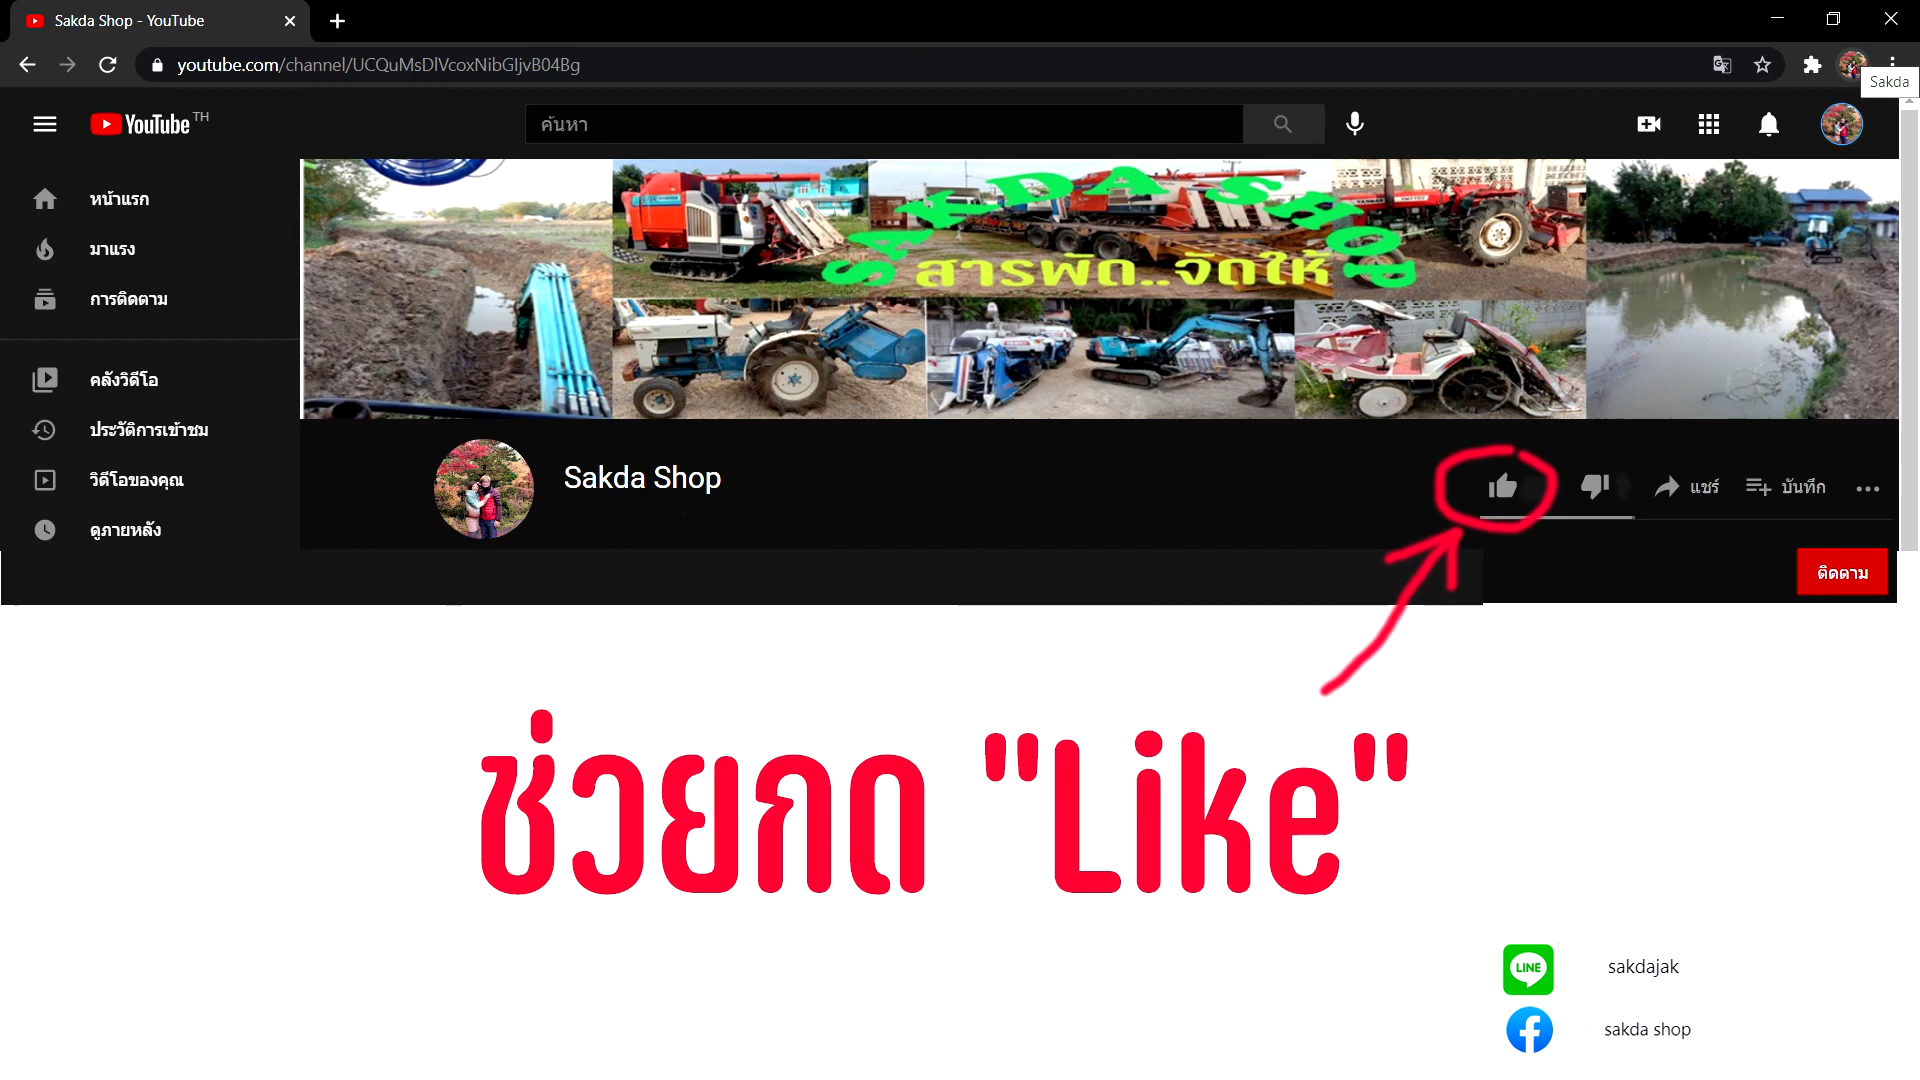 Sakda Shop - YouTube
youtube.com/channel/UCQuMsDlVcoxNibGIjvB04Bg
Sakda
YouTube TH
ค้นหา
หน้าแรก
มาแรง
การติดตาม
คลังวิดีโอ
ประวัติการเข้าชม
วิดีโอของคุณ
ดูภายหลัง
SAKDA SHOP
สารพัด..จัดให้
Sakda Shop
แชร์
บันทึก
ติดตาม
ช่วยกด "Like"
LINE sakdajak
sakda shop